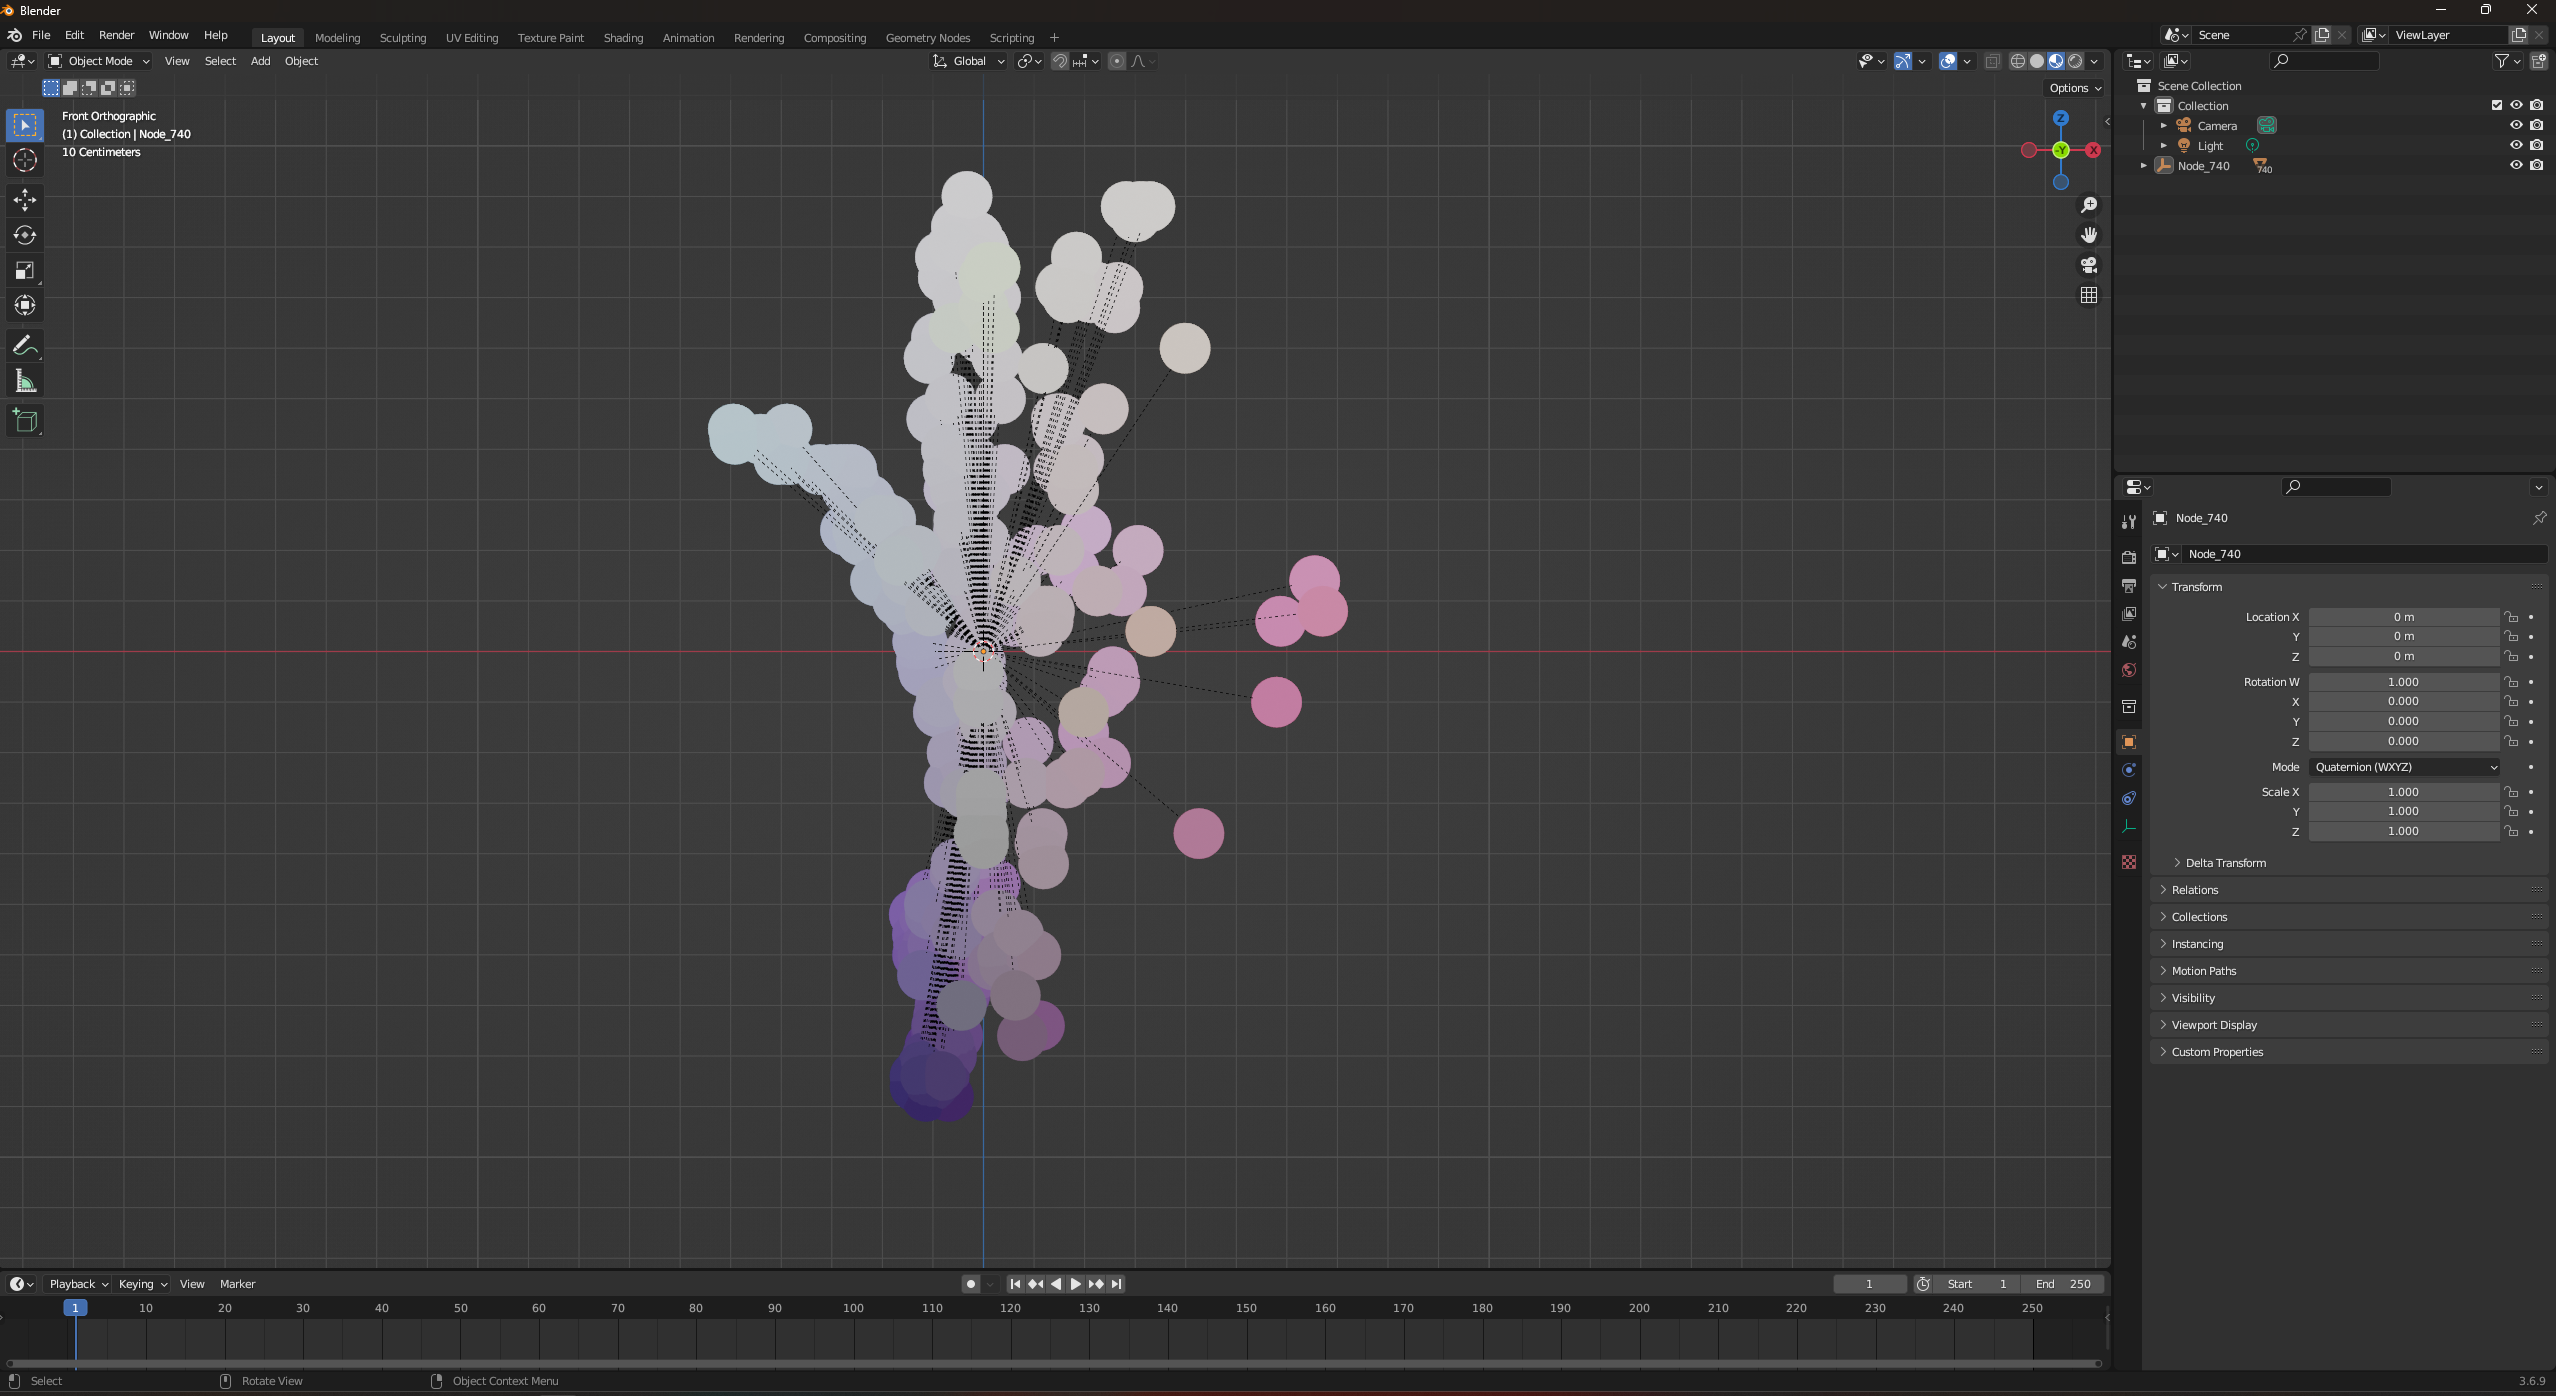 Blender
File Edit Render Window Help Layout Modeling Sculpting UV Editing Texture Paint Shading Animation Rendering Compositing Geometry Nodes Scripting + Scene ViewLayer
Object Mode View Select Add Object Global
Options
Front Orthographic
(1) Collection | Node_740
10 Centimeters
Z
-Y X
Scene Collection
Collection
Camera
Light
Node_740 740
Node_740
Node_740
Transform
Location X 0 m
Y 0 m
Z 0 m
Rotation W 1.000
X 0.000
Y 0.000
Z 0.000
Mode Quaternion (WXYZ)
Scale X 1.000
Y 1.000
Z 1.000
Delta Transform
Relations
Collections
Instancing
Motion Paths
Visibility
Viewport Display
Custom Properties
Playback Keying View Marker 1 Start 1 End 250
1 10 20 30 40 50 60 70 80 90 100 110 120 130 140 150 160 170 180 190 200 210 220 230 240 250
Select Rotate View Object Context Menu 3.6.9